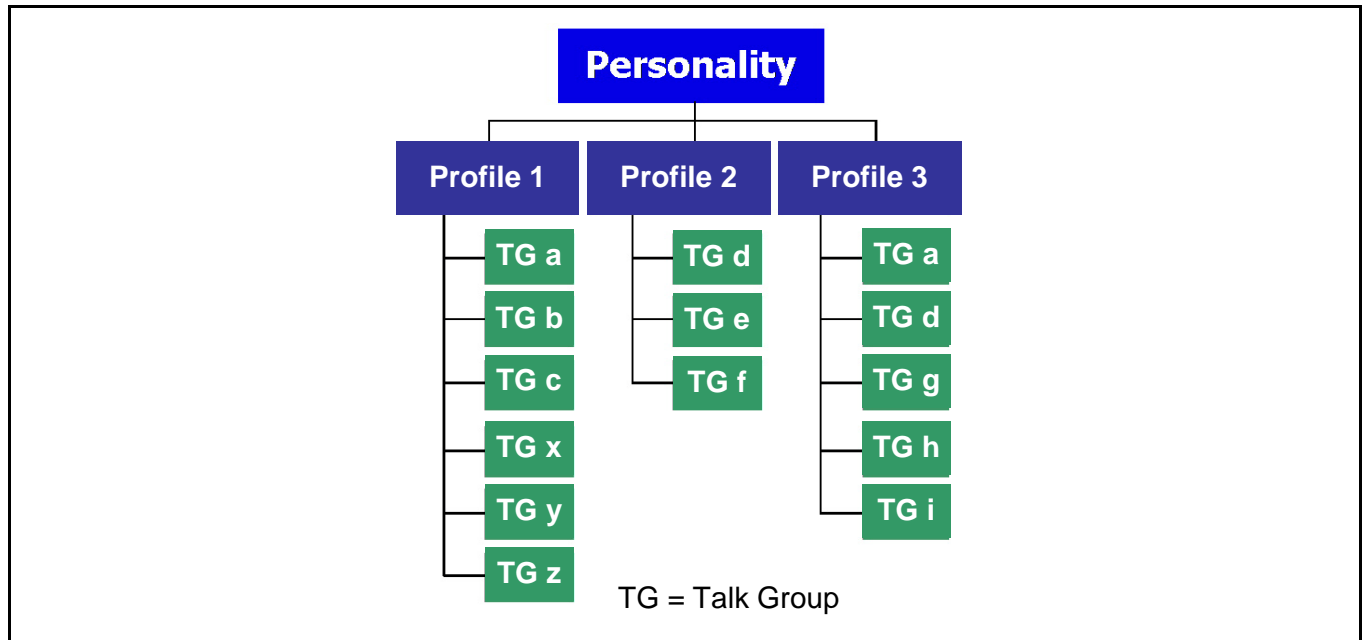 Personality
Profile 1
Profile 2
Profile 3
TG a
TG b
TG c
TG x
TG y
TG z
TG d
TG e
TG f
TG a
TG d
TG g
TG h
TG i
TG = Talk Group